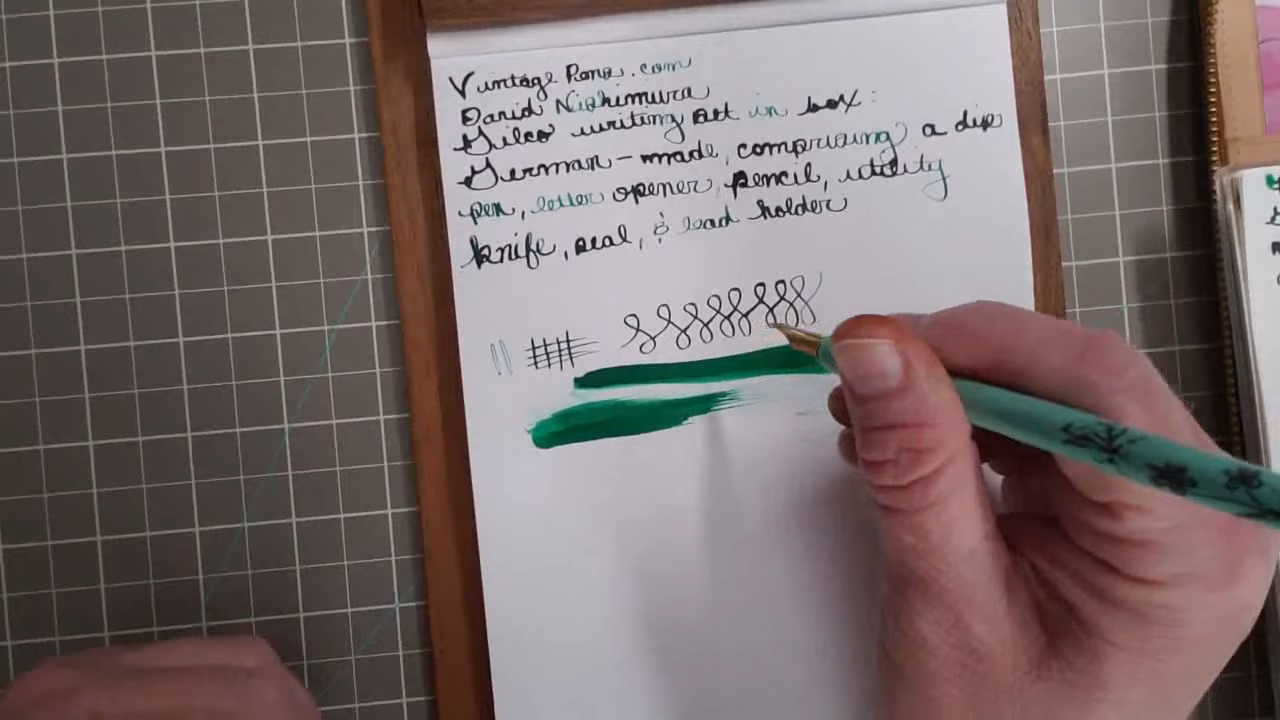 Vintage Pens.com
David Nishimura
Gilco writing set in box:
German-made, comprising a dip
pen, letter opener, pencil, utility
knife, seal, & lead holder